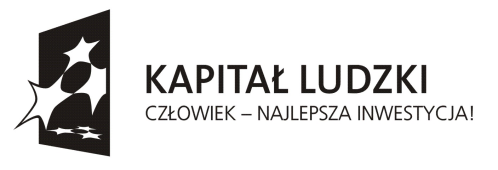 KAPITAŁ LUDZKI
CZŁOWIEK – NAJLEPSZA INWESTYCJA!